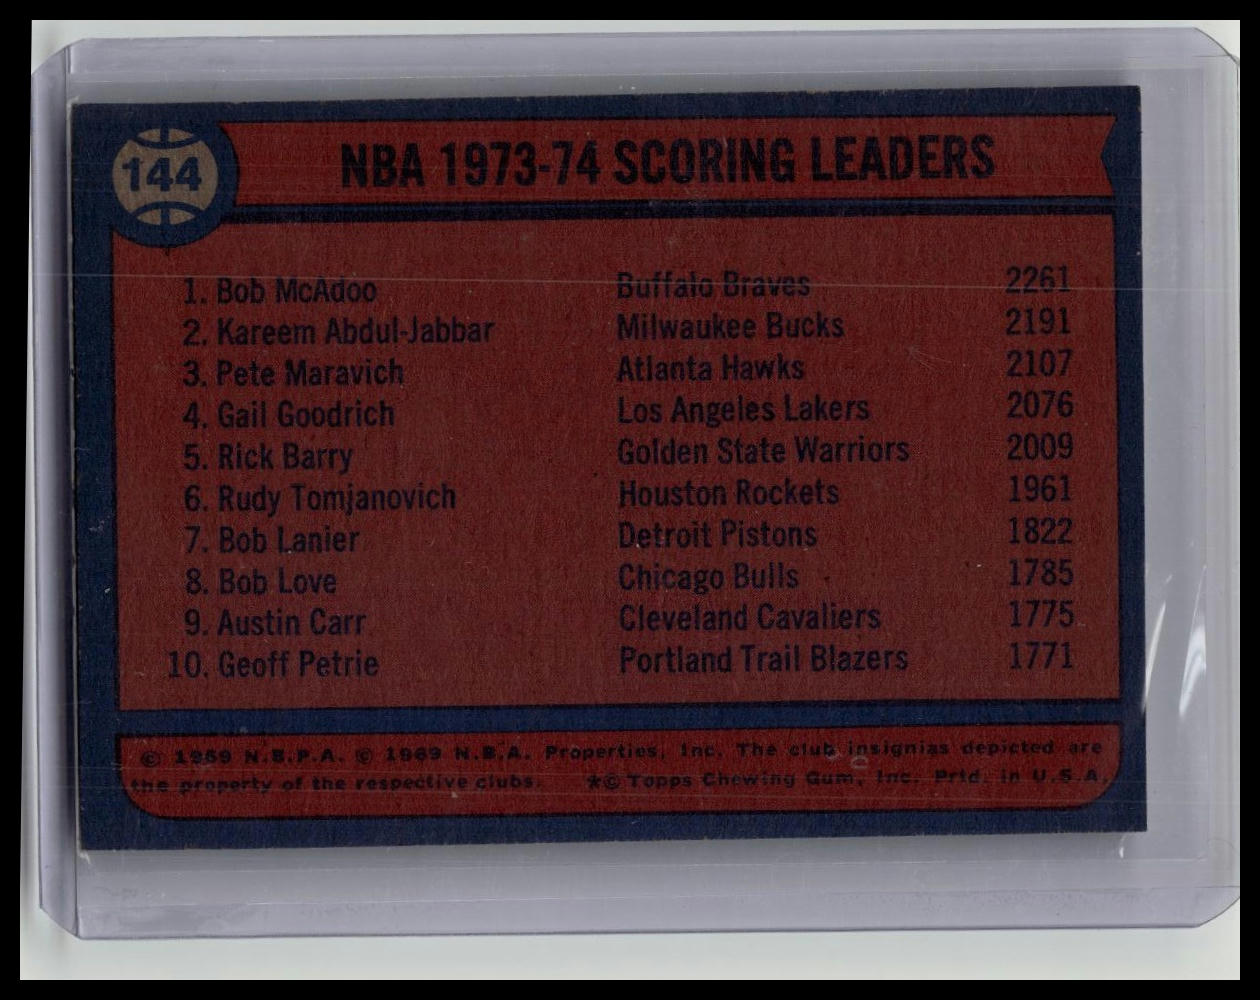 144
NBA 1973-74 SCORING LEADERS
1. Bob McAdoo Buffalo Braves 2261
2. Kareem Abdul-Jabbar Milwaukee Bucks 2191
3. Pete Maravich Atlanta Hawks 2107
4. Gail Goodrich Los Angeles Lakers 2076
5. Rick Barry Golden State Warriors 2009
6. Rudy Tomjanovich Houston Rockets 1961
7. Bob Lanier Detroit Pistons 1822
8. Bob Love Chicago Bulls 1785
9. Austin Carr Cleveland Cavaliers 1775
10. Geoff Petrie Portland Trail Blazers 1771
© 1969 N.B.P.A. © 1969 N.B.A. Properties, Inc. The club insignias depicted are
the property of the respective clubs. *© Topps Chewing Gum, Inc. Prtd. in U.S.A.